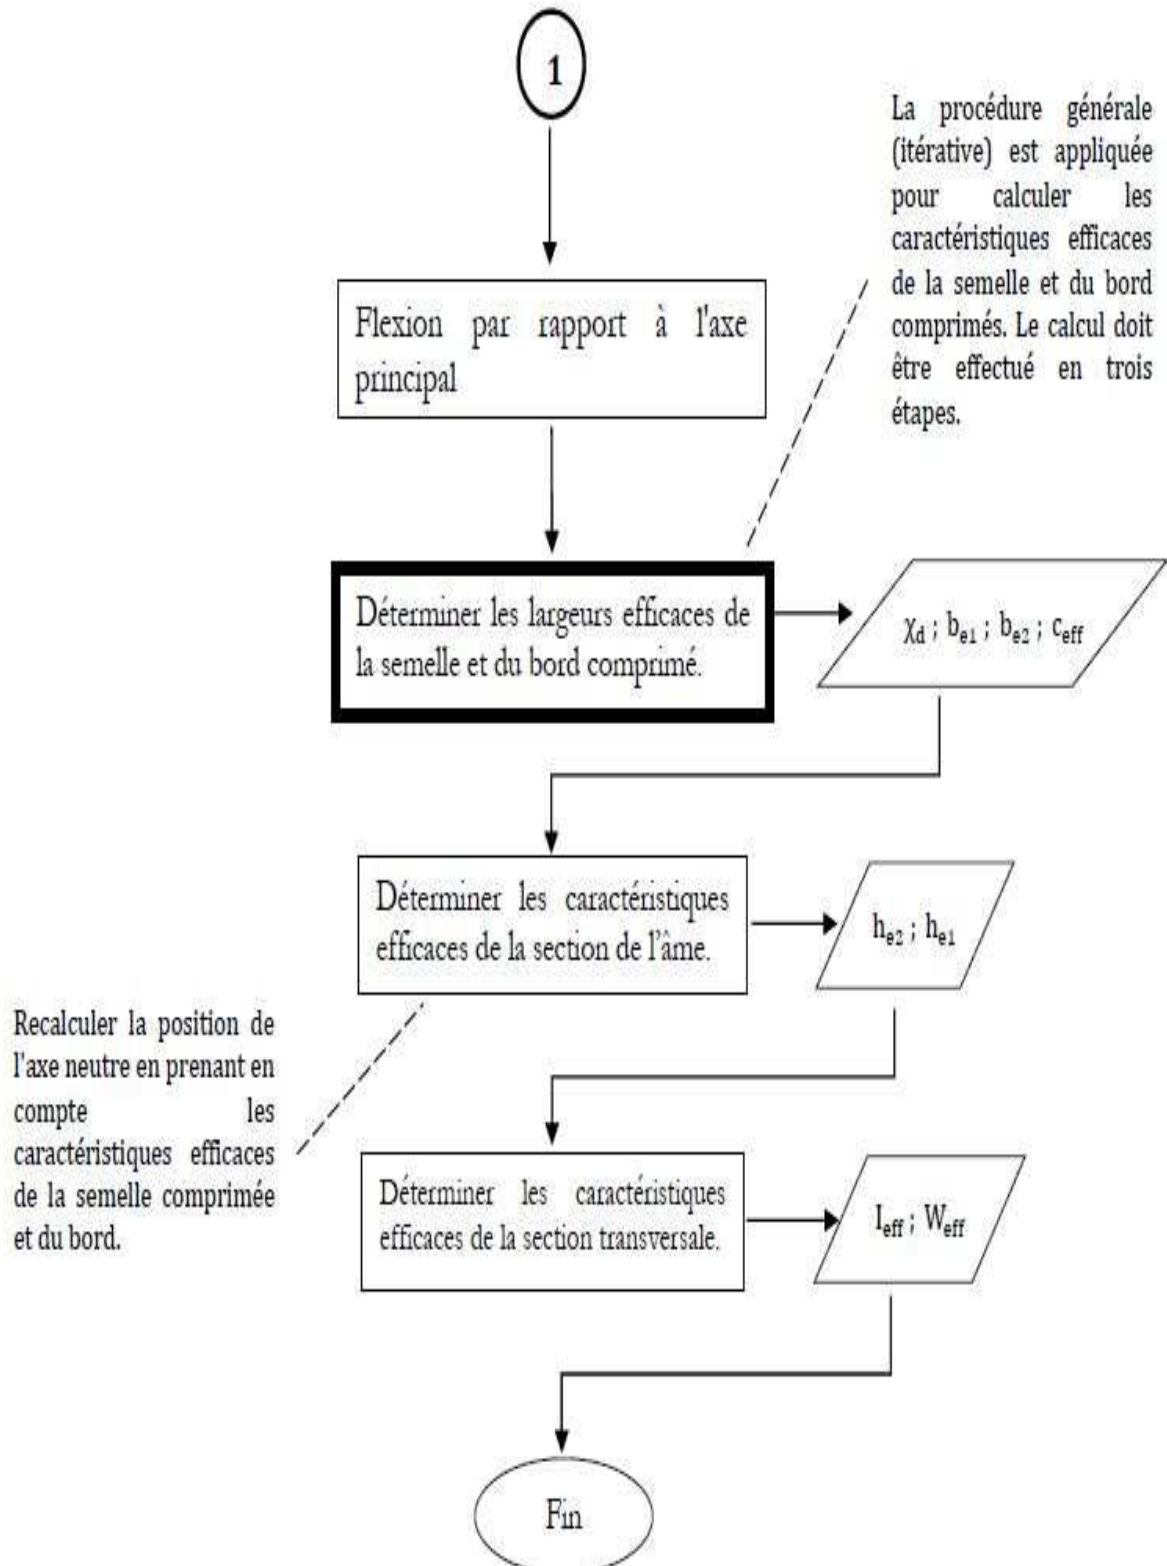 1
La procédure générale
(itérative) est appliquée
pour calculer les
caractéristiques efficaces
de la semelle et du bord
comprimés. Le calcul doit
être effectué en trois
étapes.
Flexion par rapport à l'axe
principal
Déterminer les largeurs efficaces de
la semelle et du bord comprimé.
χd ; be1 ; be2 ; ceff
Déterminer les caractéristiques
efficaces de la section de l'âme.
he2 ; he1
Recalculer la position de
l'axe neutre en prenant en
compte les
caractéristiques efficaces
de la semelle comprimée
et du bord.
Déterminer les caractéristiques
efficaces de la section transversale.
Ieff ; Weff
Fin